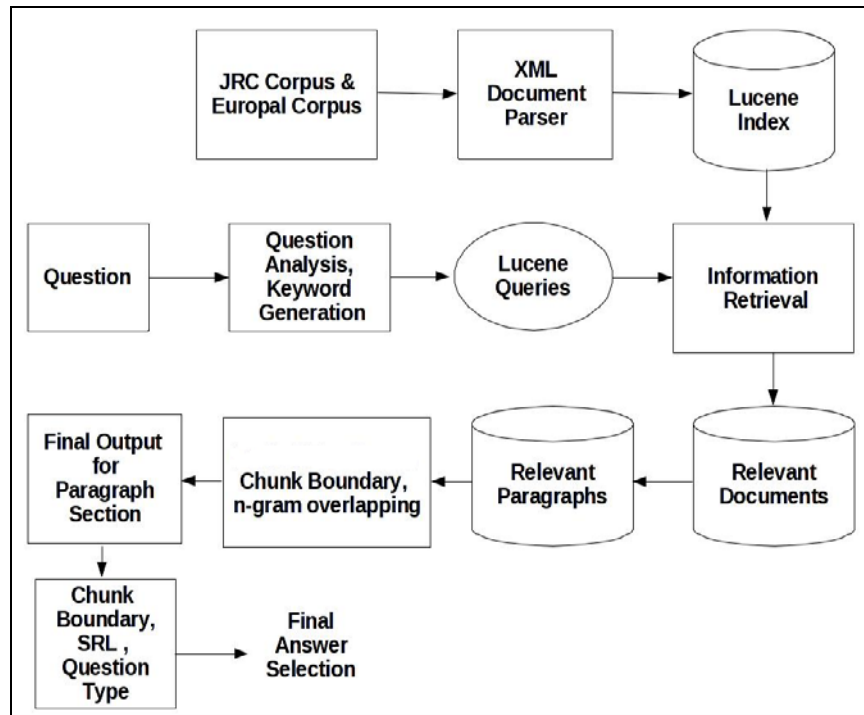 JRC Corpus &
Europal Corpus
XML
Document
Parser
Lucene
Index
Question
Question
Analysis,
Keyword
Generation
Lucene
Queries
Information
Retrieval
Final Output
for
Paragraph
Section
Chunk Boundary,
n-gram overlapping
Relevant
Paragraphs
Relevant
Documents
Chunk
Boundary,
SRL ,
Question
Type
Final
Answer
Selection